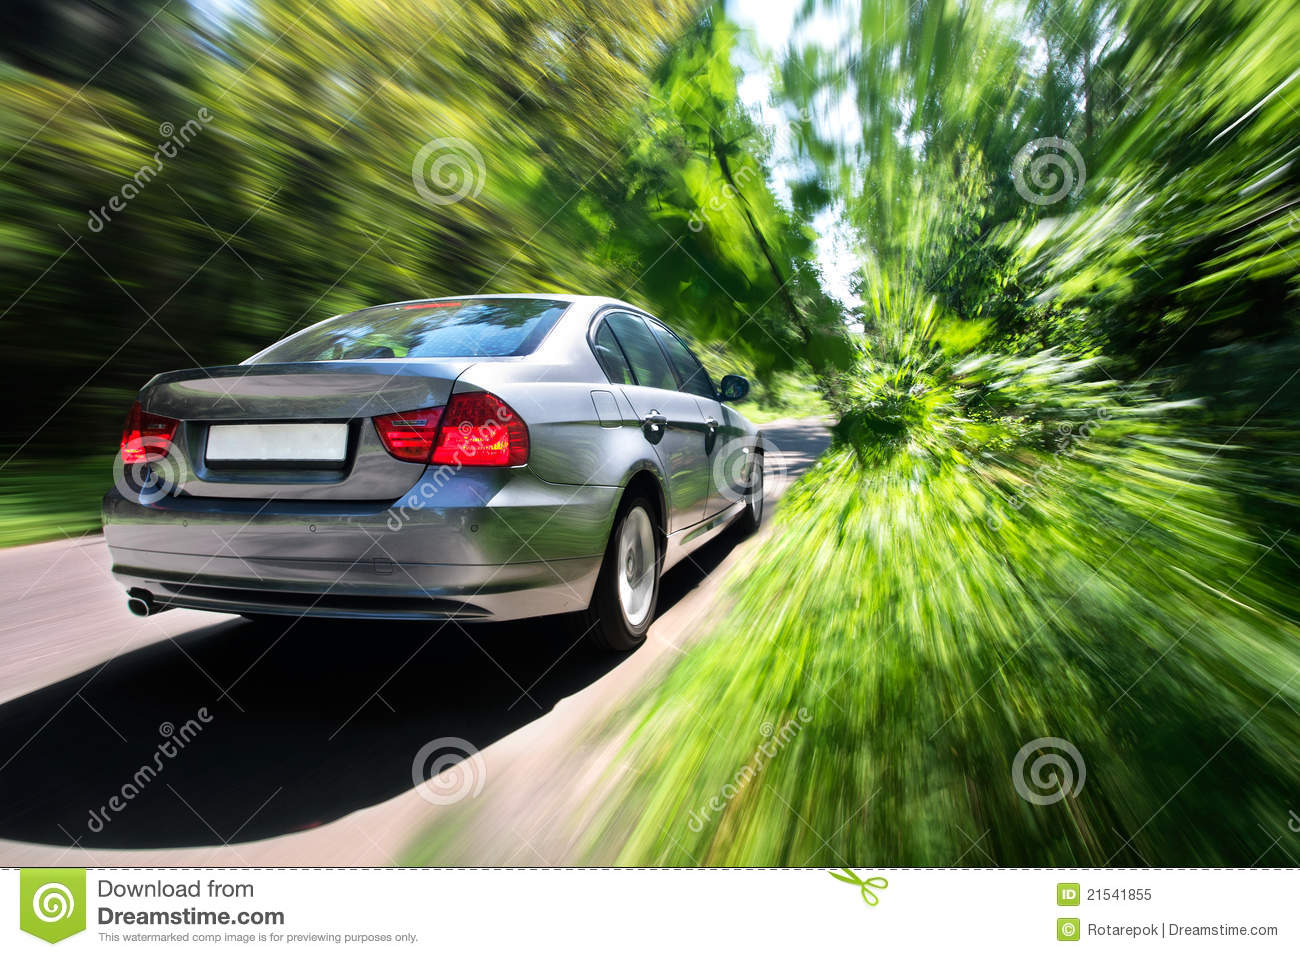 dreamstime
dreamstime
dreamstime
dreamstime
dreamstime
dreamstime
Download from
Dreamstime.com
This watermarked comp image is for previewing purposes only.
ID 21541855
© Rotarepok | Dreamstime.com